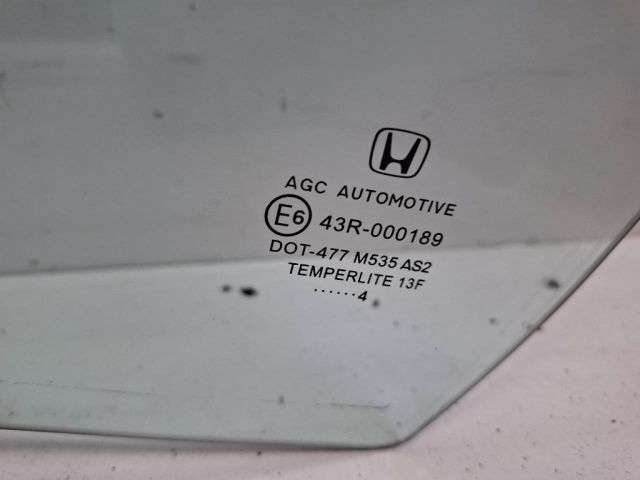 AGC AUTOMOTIVE
E6 43R-000189
DOT-477 M535 AS2
TEMPERLITE 13F
......4